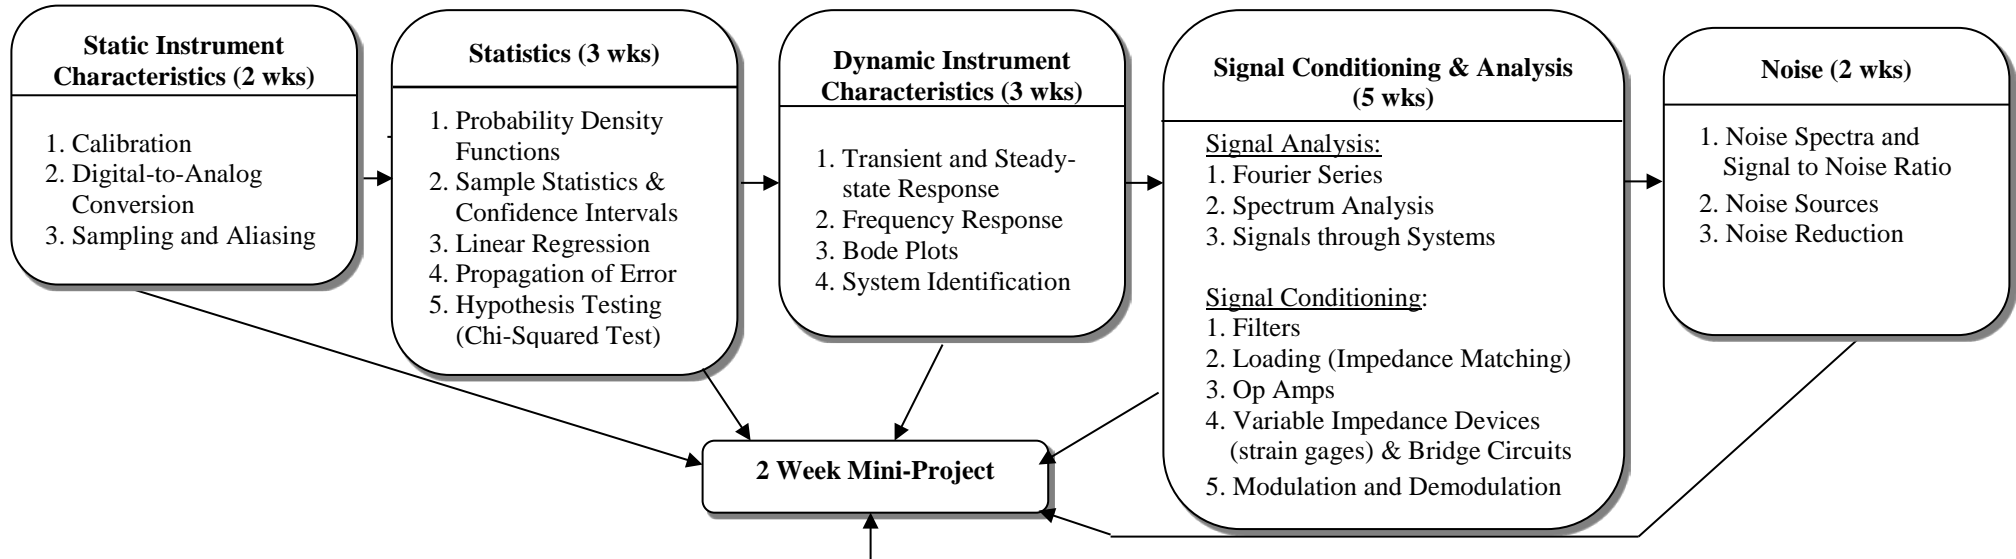 Static Instrument
Characteristics (2 wks)
1. Calibration
2. Digital-to-Analog
Conversion
3. Sampling and Aliasing
Statistics (3 wks)
1. Probability Density
Functions
2. Sample Statistics &
Confidence Intervals
3. Linear Regression
4. Propagation of Error
5. Hypothesis Testing
(Chi-Squared Test)
Dynamic Instrument
Characteristics (3 wks)
1. Transient and Steady-
state Response
2. Frequency Response
3. Bode Plots
4. System Identification
Signal Conditioning & Analysis
(5 wks)
Signal Analysis:
1. Fourier Series
2. Spectrum Analysis
3. Signals through Systems
Signal Conditioning:
1. Filters
2. Loading (Impedance Matching)
3. Op Amps
4. Variable Impedance Devices
(strain gages) & Bridge Circuits
5. Modulation and Demodulation
Noise (2 wks)
1. Noise Spectra and
Signal to Noise Ratio
2. Noise Sources
3. Noise Reduction
2 Week Mini-Project